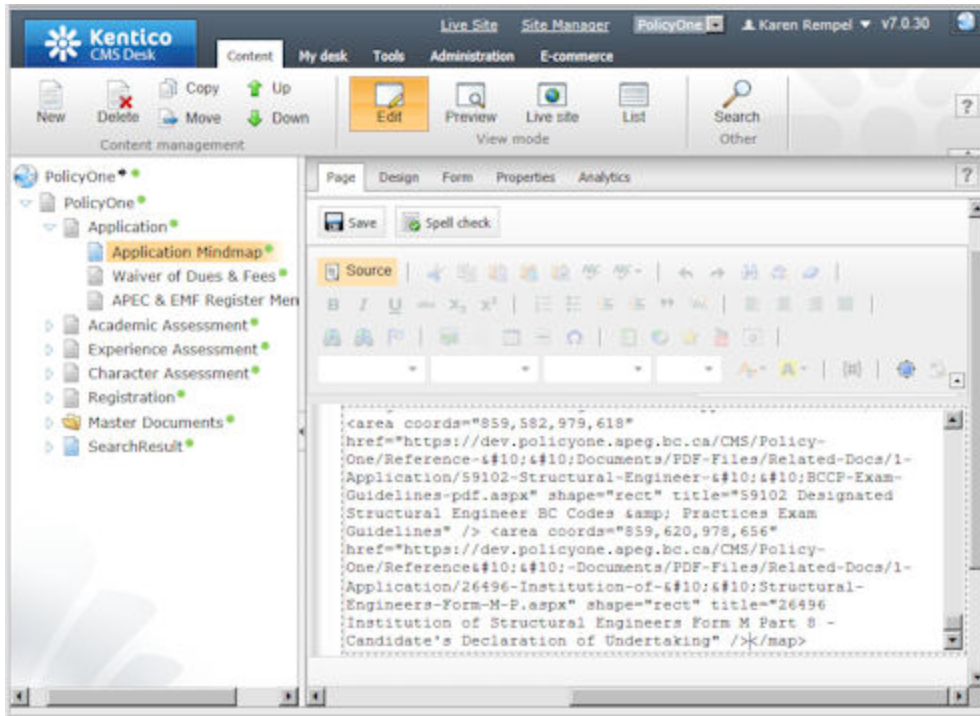 Kentico
CMS Desk
Live Site Site Manager PolicyOne Karen Rempel v7.0.30
Content My desk Tools Administration E-commerce
New Delete Copy Move Up Down
Content management
Edit Preview Live site List
View mode
Search
Other
?
PolicyOne
PolicyOne
Application
Application Mindmap
Waiver of Dues & Fees
APEC & EMF Register Men
Academic Assessment
Experience Assessment
Character Assessment
Registration
Master Documents
SearchResult
Page Design Form Properties Analytics
?
Save Spell check
Source
B I U
<area coords="859,582,979,618"
href="https://dev.policyone.apeg.bc.ca/CMS/Policy-
One/Reference-&#10;&#10;Documents/PDF-Files/Related-Docs/1-
Application/59102-Structural-Engineer-&#10;&#10;BCCP-Exam-
Guidelines-pdf.aspx" shape="rect" title="59102 Designated
Structural Engineer BC Codes &amp; Practices Exam
Guidelines" /> <area coords="859,620,978,656"
href="https://dev.policyone.apeg.bc.ca/CMS/Policy-
One/Reference&#10;-Documents/PDF-Files/Related-Docs/1-
Application/26496-Institution-of-&#10;&#10;Structural-
Engineers-Form-M-P.aspx" shape="rect" title="26496
Institution of Structural Engineers Form M Part 8 -
Candidate's Declaration of Undertaking" /></map>